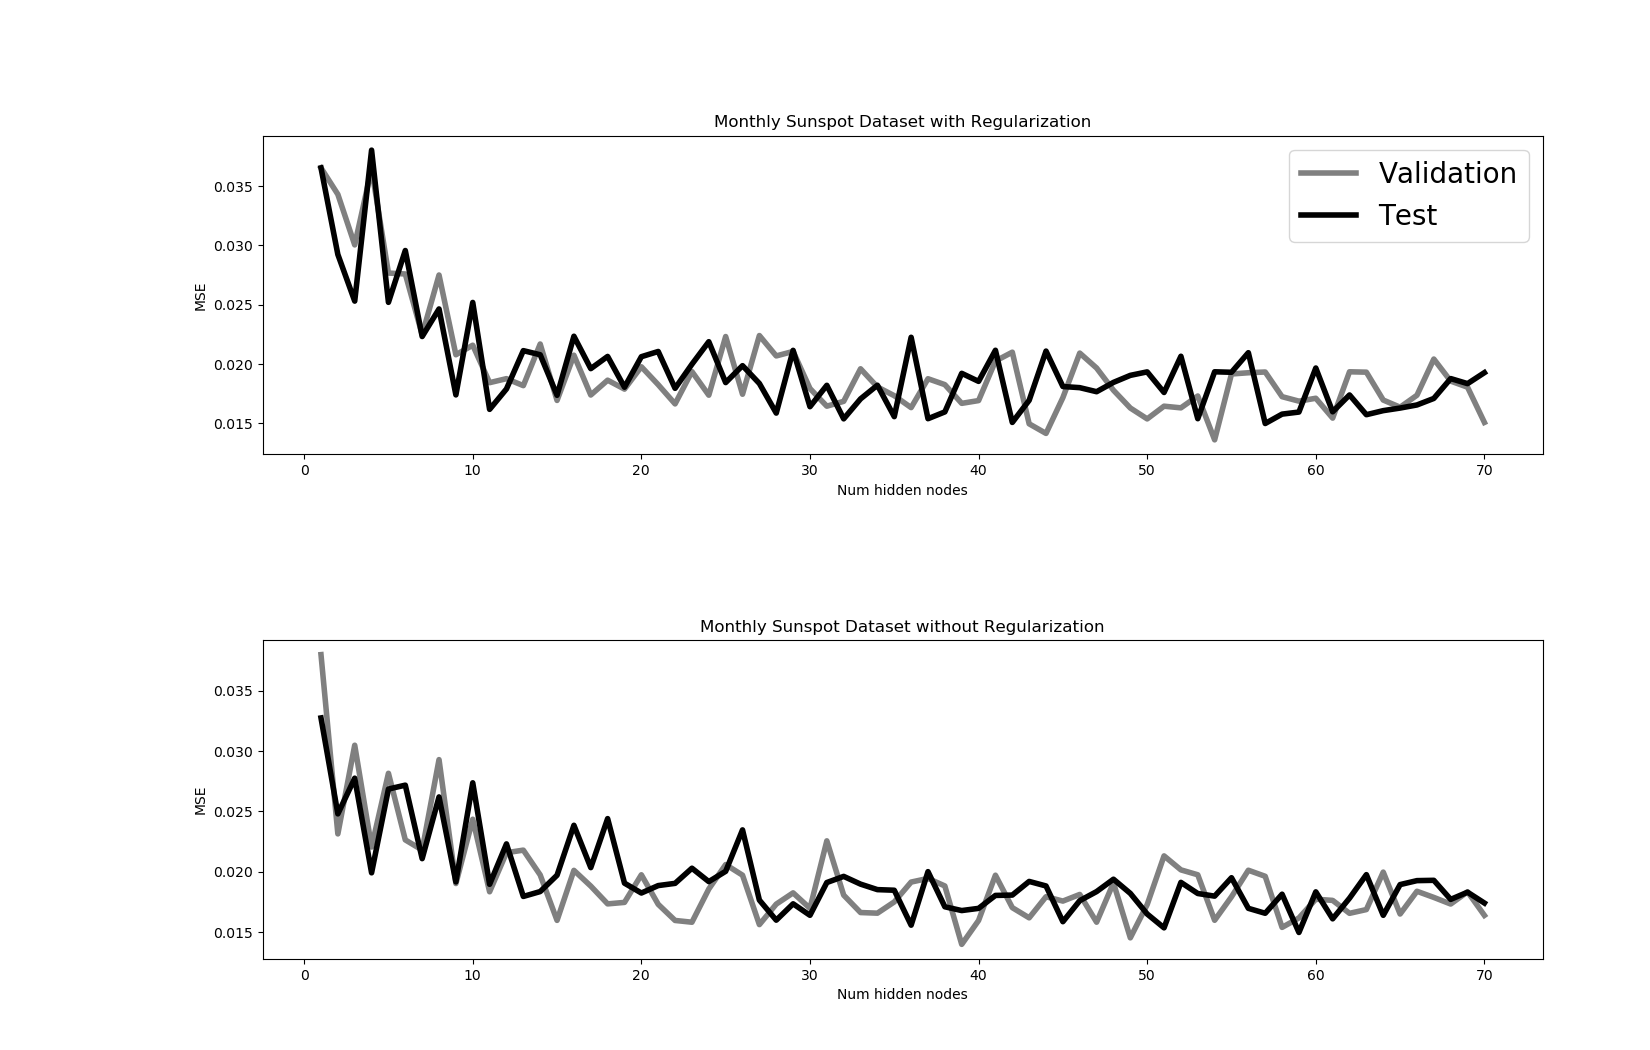 Monthly Sunspot Dataset with Regularization
Validation
Test
0.035
0.030
0.025
0.020
0.015
MSE
0 10 20 30 40 50 60 70
Num hidden nodes
Monthly Sunspot Dataset without Regularization
0.035
0.030
0.025
0.020
0.015
MSE
0 10 20 30 40 50 60 70
Num hidden nodes